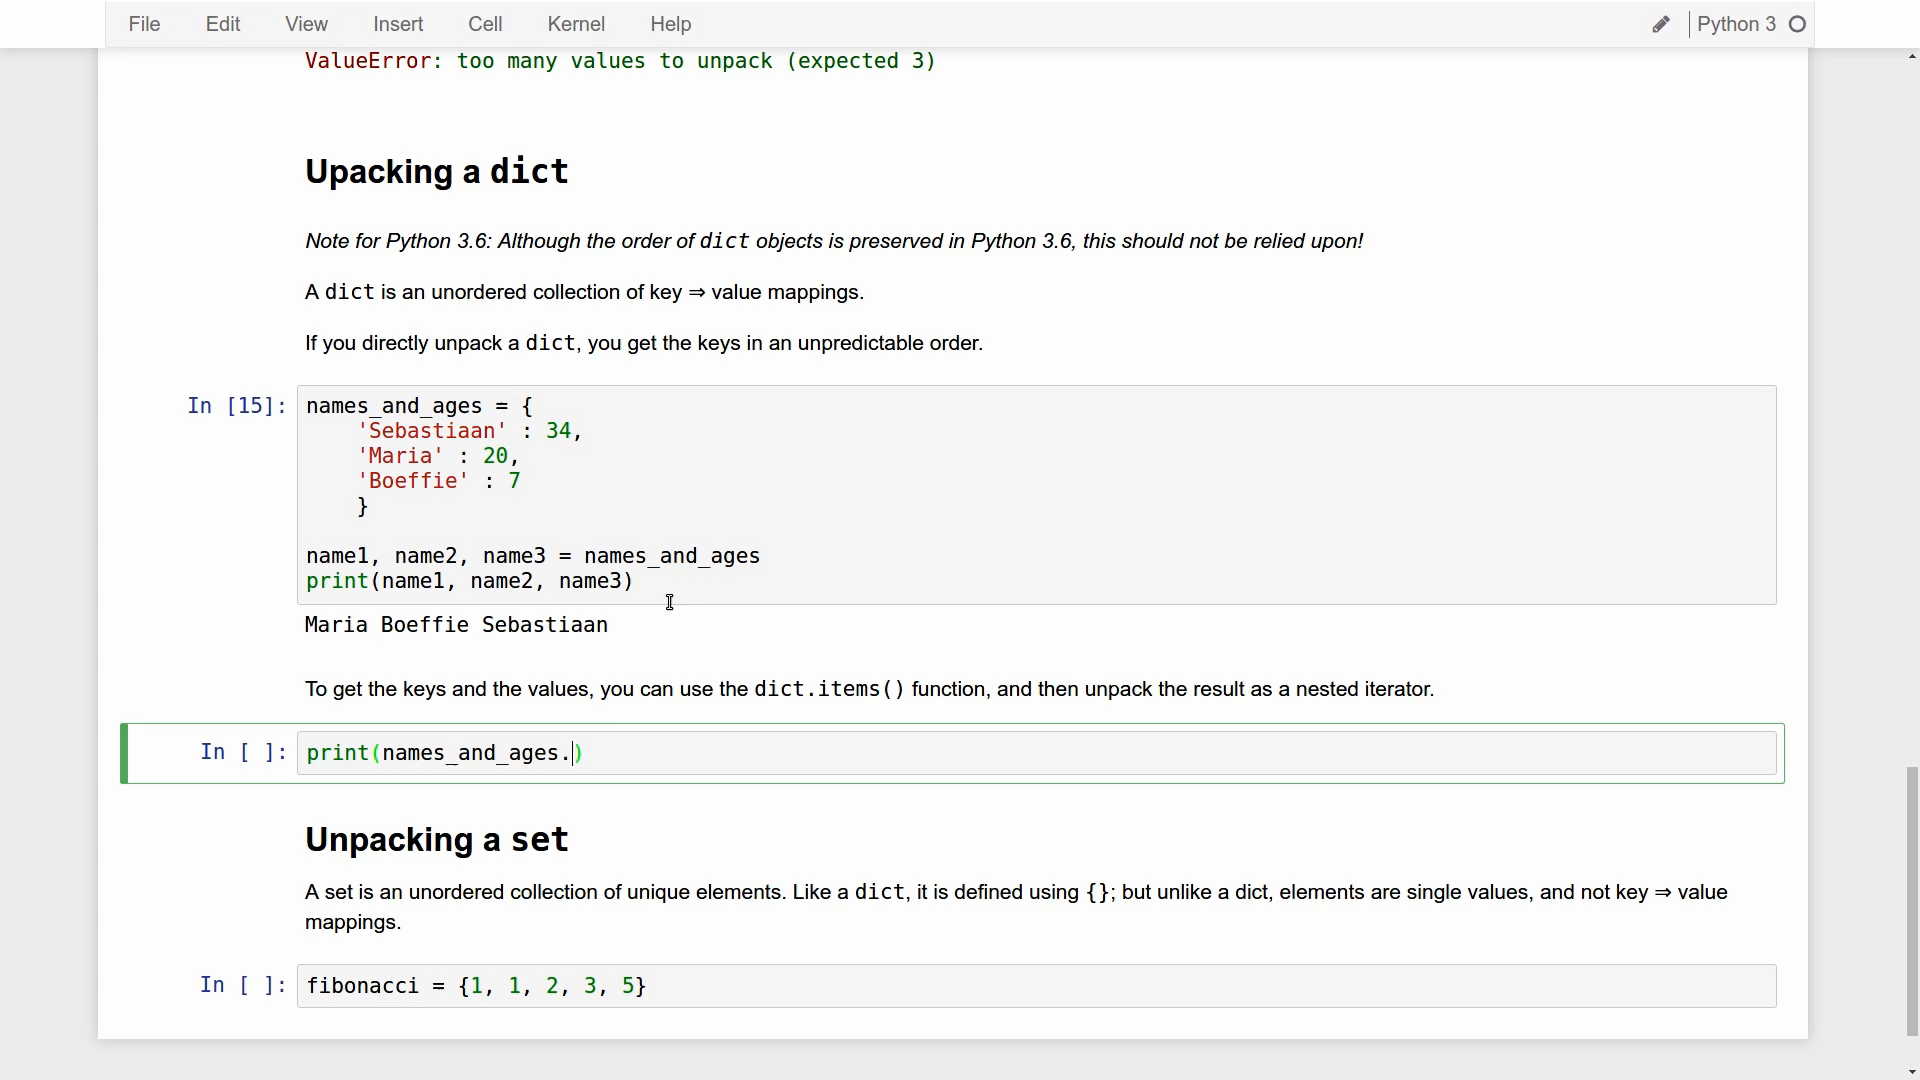 File Edit View Insert Cell Kernel Help Python 3
ValueError: too many values to unpack (expected 3)
Upacking a dict
Note for Python 3.6: Although the order of dict objects is preserved in Python 3.6, this should not be relied upon!
A dict is an unordered collection of key ⇒ value mappings.
If you directly unpack a dict, you get the keys in an unpredictable order.
In [15]: names_and_ages = {
'Sebastiaan' : 34,
'Maria' : 20,
'Boeffie' : 7
}
name1, name2, name3 = names_and_ages
print(name1, name2, name3)
Maria Boeffie Sebastiaan
To get the keys and the values, you can use the dict.items() function, and then unpack the result as a nested iterator.
In [ ]: print(names_and_ages.)
Unpacking a set
A set is an unordered collection of unique elements. Like a dict, it is defined using {}; but unlike a dict, elements are single values, and not key ⇒ value
mappings.
In [ ]: fibonacci = {1, 1, 2, 3, 5}